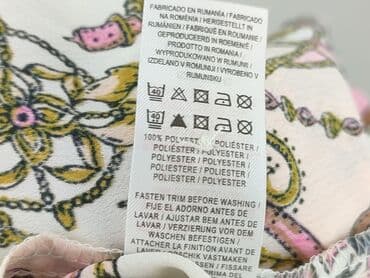 FABRICADO EN RUMANÍA / FABRICADO
NA ROMÉNIA / HERGESTELLT IN
RUMÄNIEN / FABRIQUÉ EN ROUMANIE
GEPRODUCEERD IN ROEMENIË /
PRODOTTO IN ROMANIA /
WYPRODUKOWANO W RUMUNII /
IZDELANO V ROMUNIJI / VYROBENO V
RUMUNSKU
40
40
100% POLYESTER /
POLIÉSTER / POLYESTER /
POLYESTER / POLYESTER /
POLIESTERE / POLIESTER /
POLIESTER / POLYESTER
FASTEN TRIM BEFORE WASHING /
FIJE EL ADORNO ANTES DE
LAVAR / AJUSTAR BEM ANTES DE
LAVAR / VERZIERUNG VOR DEM
WASCHEN BEFESTIGEN /
ATTACHER LA FINITION AVANT DE
VASTMAKEN